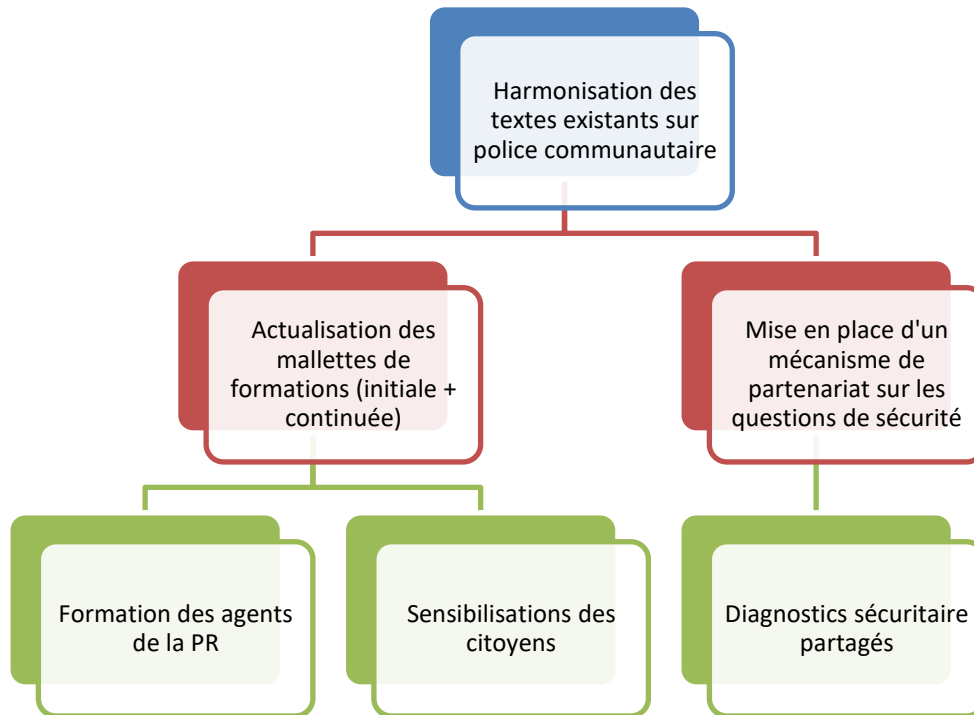 Harmonisation des
textes existants sur
police communautaire
Actualisation des
mallettes de
formations (initiale +
continuée)
Mise en place d'un
mécanisme de
partenariat sur les
questions de sécurité
Formation des agents
de la PR
Sensibilisations des
citoyens
Diagnostics sécuritaire
partagés